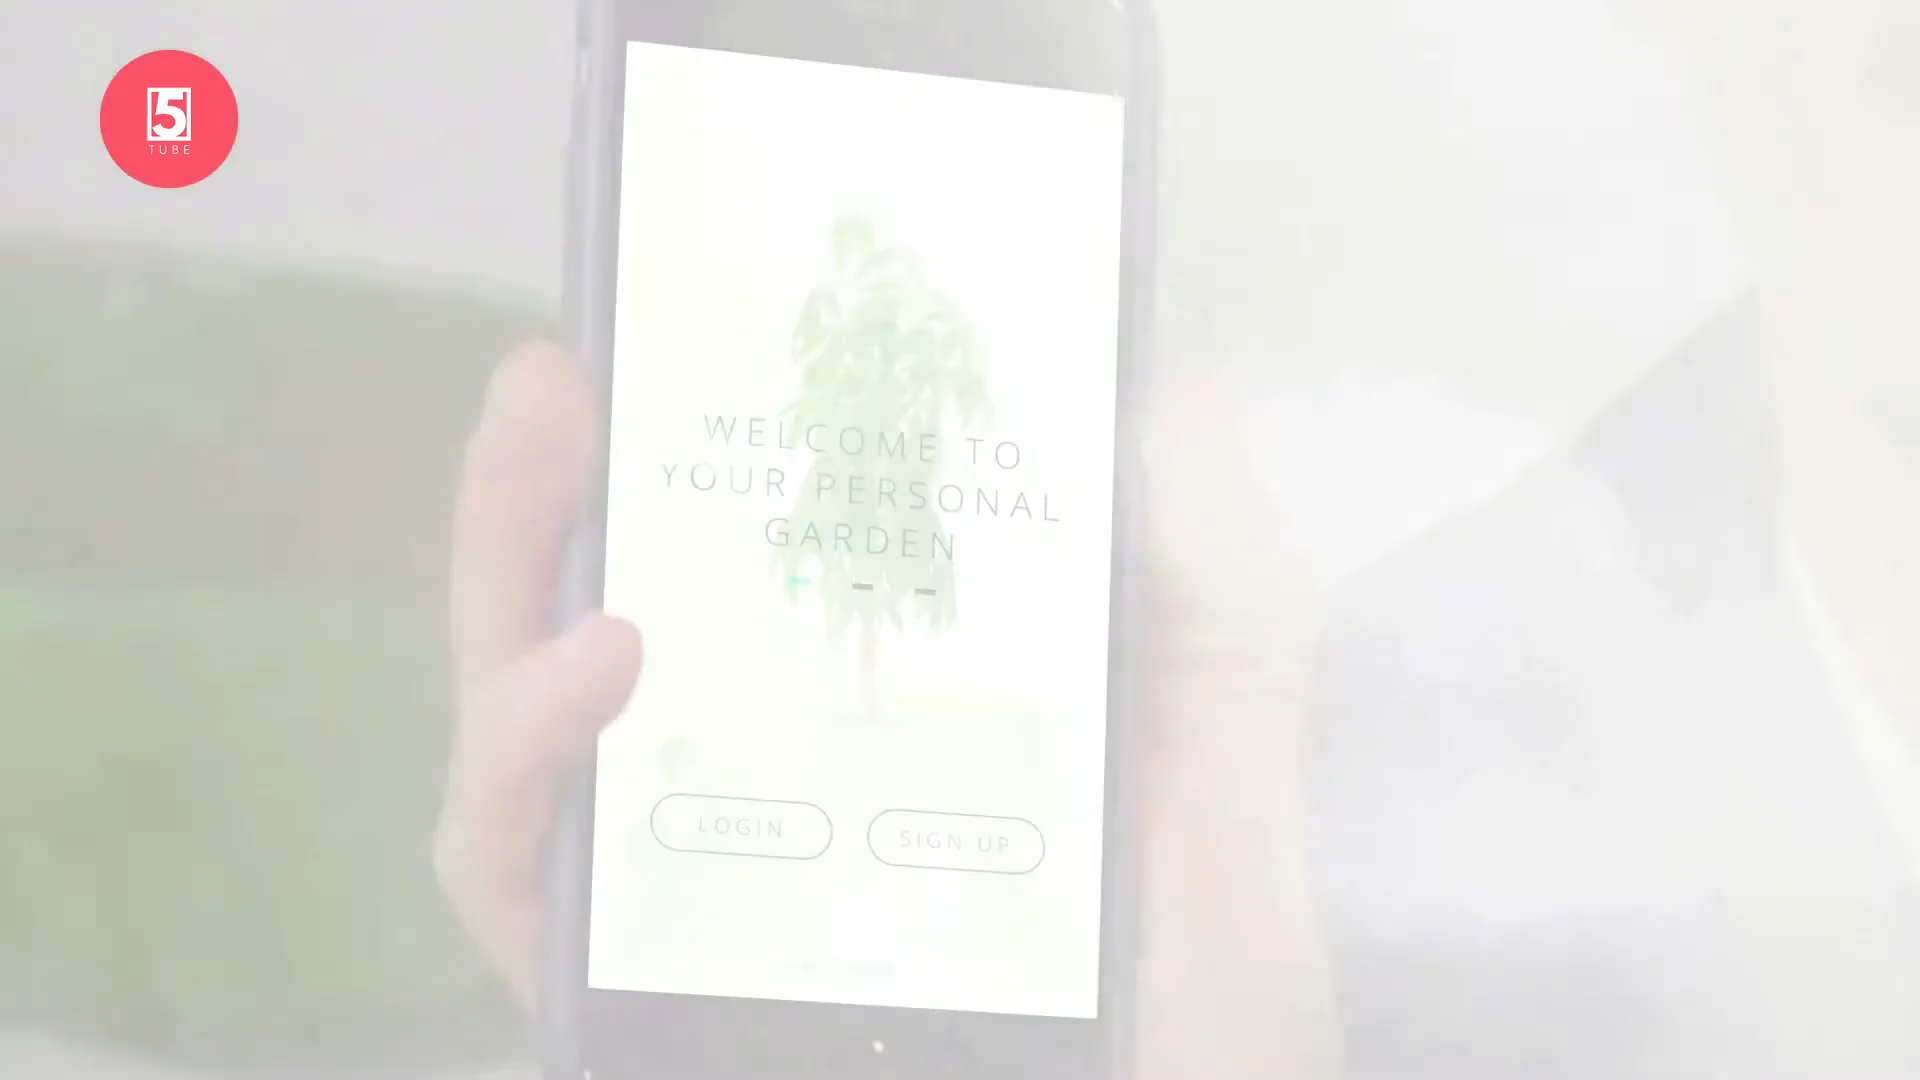 5
TUBE
WELCOME TO
YOUR PERSONAL
GARDEN
LOGIN
SIGN UP